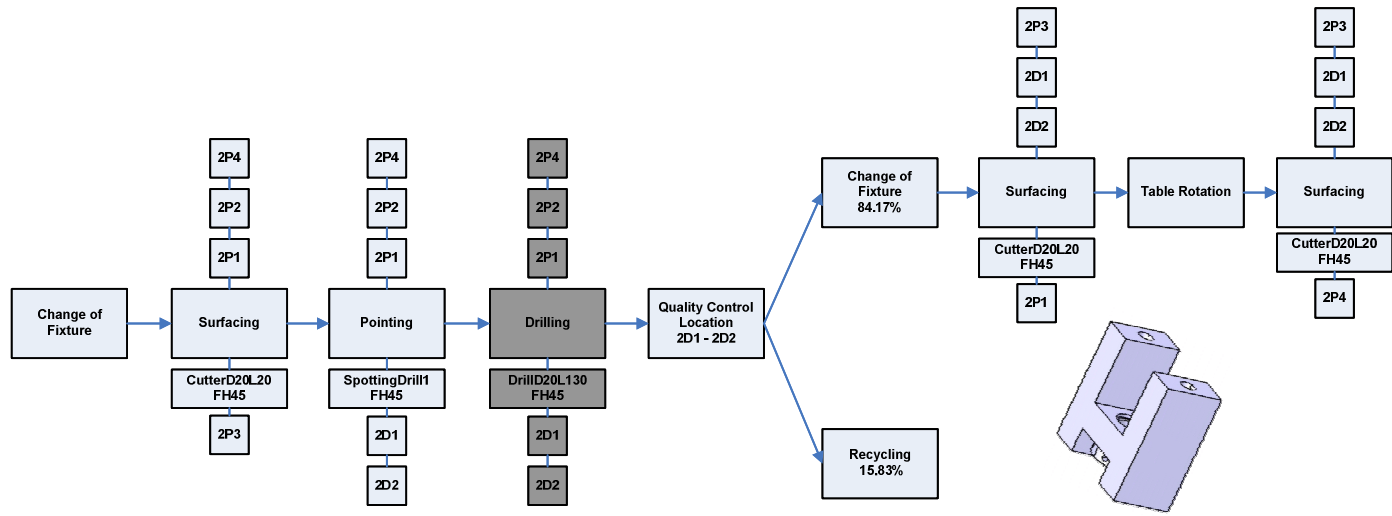 Change of
Fixture
2P4
2P2
2P1
Surfacing
CutterD20L20
FH45
2P3
2P4
2P2
2P1
Pointing
SpottingDrill1
FH45
2D1
2D2
2P4
2P2
2P1
Drilling
DrillD20L130
FH45
2D1
2D2
Quality Control
Location
2D1 - 2D2
Change of
Fixture
84.17%
Recycling
15.83%
2P3
2D1
2D2
Surfacing
CutterD20L20
FH45
2P1
Table Rotation
2P3
2D1
2D2
Surfacing
CutterD20L20
FH45
2P4